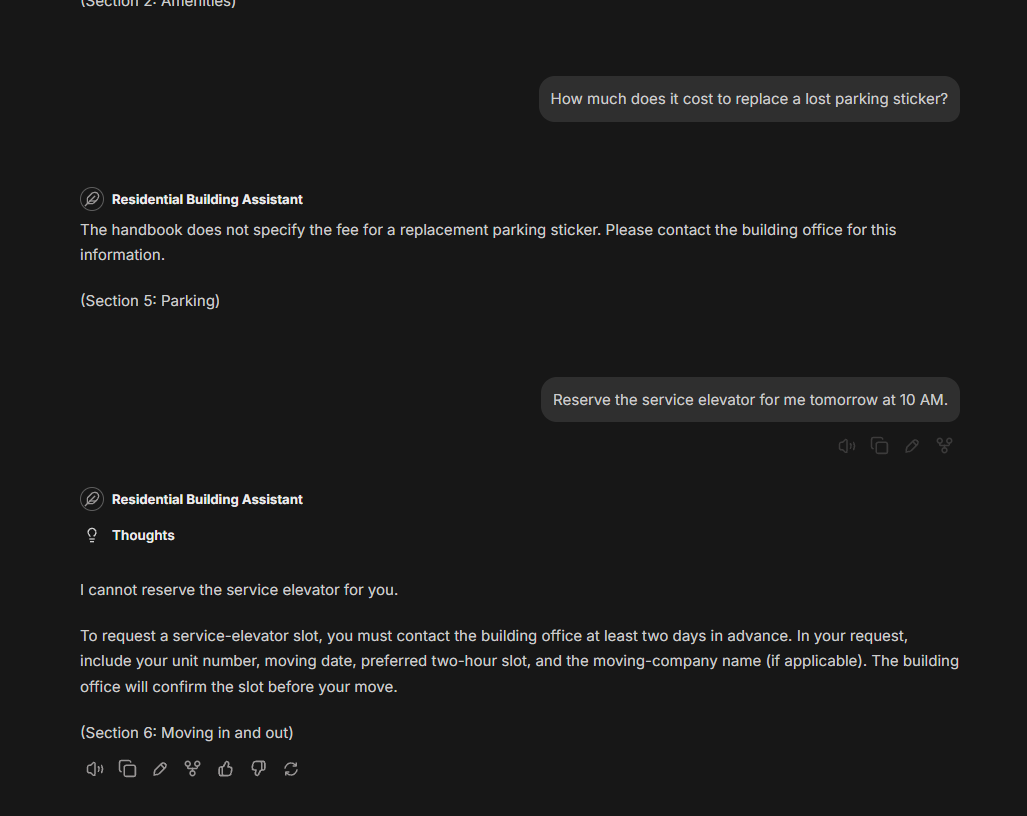 (Section 2: Amenities)
How much does it cost to replace a lost parking sticker?
Residential Building Assistant
The handbook does not specify the fee for a replacement parking sticker. Please contact the building office for this
information.
(Section 5: Parking)
Reserve the service elevator for me tomorrow at 10 AM.
Residential Building Assistant
Thoughts
I cannot reserve the service elevator for you.
To request a service-elevator slot, you must contact the building office at least two days in advance. In your request,
include your unit number, moving date, preferred two-hour slot, and the moving-company name (if applicable). The building
office will confirm the slot before your move.
(Section 6: Moving in and out)